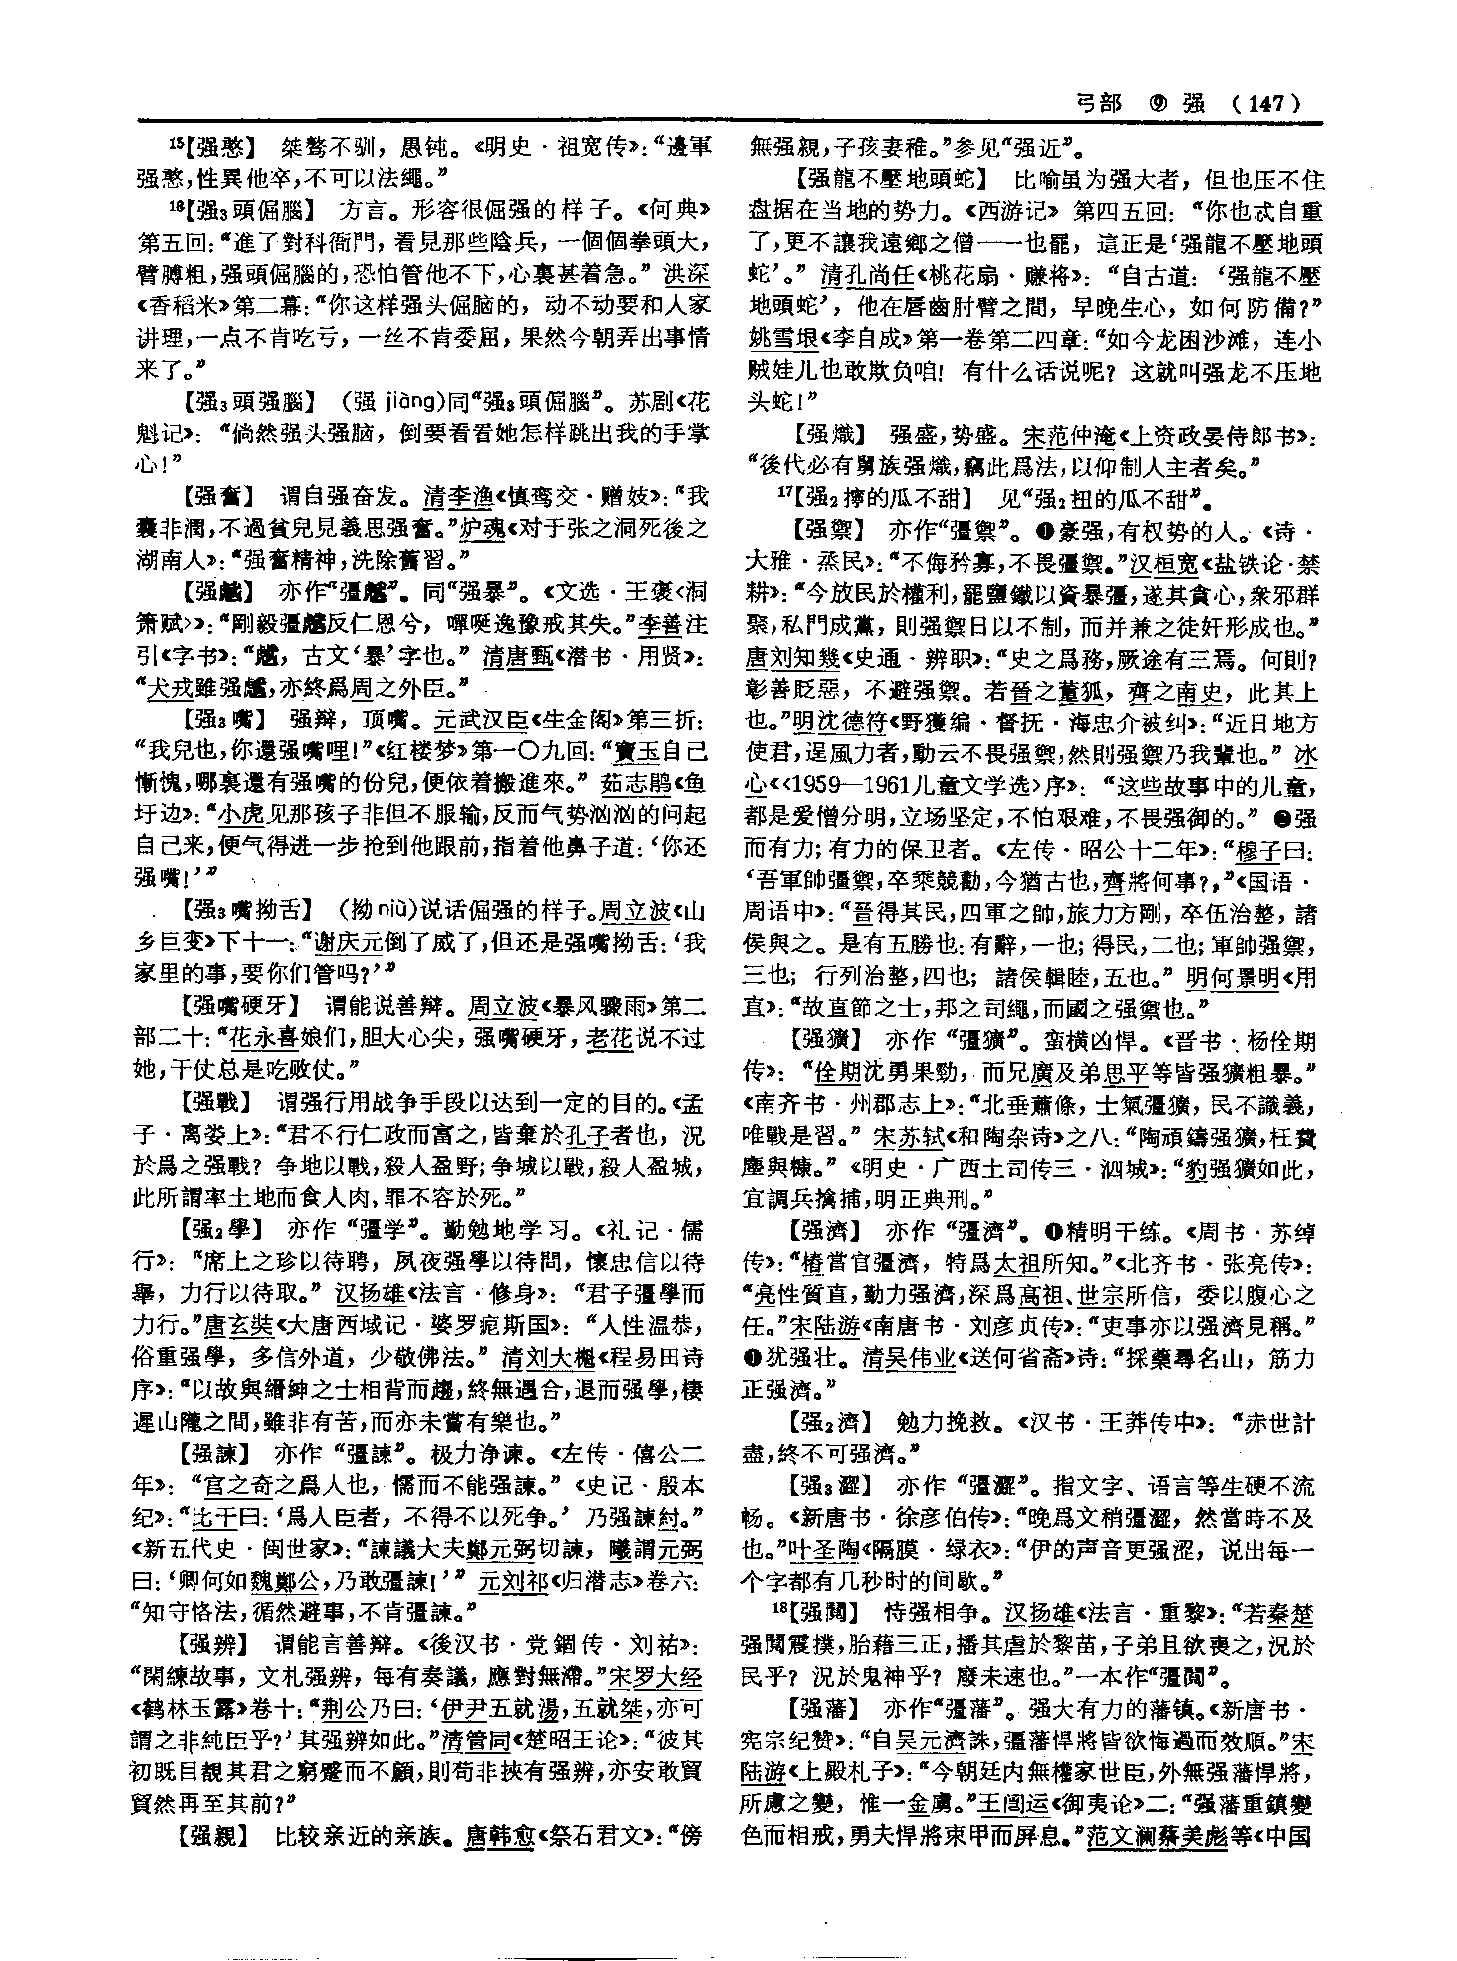 弓部 ⑨ 强 (147)
¹⁵【强憨】 桀骜不驯，愚钝。《明史·祖宽传》：“邊軍
强憨，性異他卒，不可以法繩。”
¹⁶【强₃頭倔腦】 方言。形容很倔强的样子。《何典》
第五回：“進了對科衙門，看見那些陰兵，一個個拳頭大，
臂膊粗，强頭倔腦的，恐怕管他不下，心裏甚着急。” 洪深
《香稻米》第二幕：“你这样强头倔脑的，动不动要和人家
讲理，一点不肯吃亏，一丝不肯委屈，果然今朝弄出事情
来了。”
【强₃頭强腦】 （强 jiàng）同“强₃頭倔腦”。苏剧《花
魁记》：“倘然强头强脑，倒要看看她怎样跳出我的手掌
心！”
【强奮】 谓自强奋发。清李渔《慎鸾交·赠妓》：“我
囊非潤，不過貧兒見義思强奮。”炉魂《对于张之洞死後之
湖南人》：“强奮精神，洗除舊習。”
【强虣】 亦作“彊虣”。同“强暴”。《文选·王褒〈洞
箫赋〉》：“剛毅彊虣反仁恩兮，嘽唌逸豫戒其失。”李善注
引《字书》：“虣，古文‘暴’字也。” 清唐甄《潜书·用贤》：
“犬戎雖强虣，亦終爲周之外臣。”
【强₃嘴】 强辩，顶嘴。元武汉臣《生金阁》第三折：
“我兒也，你還强嘴哩！”《红楼梦》第一〇九回：“寶玉自己
慚愧，哪裏還有强嘴的份兒，便依着搬進來。” 茹志鹃《鱼
圩边》：“小虎见那孩子非但不服输，反而气势汹汹的问起
自己来，便气得进一步抢到他跟前，指着他鼻子道：‘你还
强嘴！’”
【强₃嘴拗舌】 （拗 niù）说话倔强的样子。周立波《山
乡巨变》下十一：“谢庆元倒了威了，但还是强嘴拗舌：‘我
家里的事，要你们管吗？’”
【强嘴硬牙】 谓能说善辩。周立波《暴风骤雨》第二
部二十：“花永喜娘们，胆大心尖，强嘴硬牙，老花说不过
她，干仗总是吃败仗。”
【强戰】 谓强行用战争手段以达到一定的目的。《孟
子·离娄上》：“君不行仁政而富之，皆棄於孔子者也，況
於爲之强戰？争地以戰，殺人盈野；争城以戰，殺人盈城，
此所謂率土地而食人肉，罪不容於死。”
【强₂學】 亦作“彊学”。勤勉地学习。《礼记·儒
行》：“席上之珍以待聘，夙夜强學以待問，懷忠信以待
舉，力行以待取。” 汉扬雄《法言·修身》：“君子彊學而
力行。”唐玄奘《大唐西域记·婆罗痆斯国》：“人性温恭，
俗重强學，多信外道，少敬佛法。” 清刘大櫆《程易田诗
序》：“以故與縉紳之士相背而趨，終無遇合，退而强學，棲
遲山隴之間，雖非有苦，而亦未嘗有樂也。”
【强諫】 亦作“彊諫”。极力诤谏。《左传·僖公二
年》：“宫之奇之爲人也，懦而不能强諫。” 《史记·殷本
纪》：“比干曰：‘爲人臣者，不得不以死争。’ 乃强諫紂。”
《新五代史·闽世家》：“諫議大夫鄭元弼切諫，曦謂元弼
曰：‘卿何如魏鄭公，乃敢彊諫！’” 元刘祁《归潜志》卷六：
“知守恪法，循然避事，不肯彊諫。”
【强辨】 谓能言善辩。《後汉书·党錮传·刘祐》：
“閑練故事，文札强辨，每有奏議，應對無滯。”宋罗大经
《鹤林玉露》卷十：“荆公乃曰：‘伊尹五就湯，五就桀，亦可
謂之非純臣乎？’其强辨如此。”清管同《楚昭王论》：“彼其
初既目覩其君之窮蹙而不顧，則苟非挾有强辨，亦安敢貿
貿然再至其前？”
【强親】 比较亲近的亲族。唐韩愈《祭石君文》：“傍
無强親，子孩妻稚。”参见“强近”。
【强龍不壓地頭蛇】 比喻虽为强大者，但也压不住
盘据在当地的势力。《西游记》第四五回：“你也忒自重
了，更不讓我遠鄉之僧——也罷，這正是‘强龍不壓地頭
蛇’。” 清孔尚任《桃花扇·赚将》：“自古道：‘强龍不壓
地頭蛇’，他在唇齒肘臂之間，早晚生心，如何防備？”
姚雪垠《李自成》第一卷第二四章：“如今龙困沙滩，连小
贼娃儿也敢欺负咱！有什么话说呢？这就叫强龙不压地
头蛇！”
【强熾】 强盛，势盛。宋范仲淹《上资政晏侍郎书》：
“後代必有舅族强熾，竊此爲法，以仰制人主者矣。”
¹⁷【强₂擰的瓜不甜】 见“强₂扭的瓜不甜”。
【强禦】 亦作“彊禦”。❶豪强，有权势的人。《诗·
大雅·烝民》：“不侮矜寡，不畏彊禦。”汉桓宽《盐铁论·禁
耕》：“今放民於權利，罷鹽鐵以資暴彊，遂其貪心，衆邪群
聚，私門成黨，則强禦日以不制，而并兼之徒奸形成也。”
唐刘知幾《史通·辨职》：“史之爲務，厥途有三焉。何則？
彰善貶惡，不避强禦。若晉之董狐，齊之南史，此其上
也。”明沈德符《野獲编·督抚·海忠介被纠》：“近日地方
使君，逞風力者，動云不畏强禦，然則强禦乃我輩也。” 冰
心《〈1959—1961儿童文学选〉序》：“这些故事中的儿童，
都是爱憎分明，立场坚定，不怕艰难，不畏强御的。” ❷强
而有力；有力的保卫者。《左传·昭公十二年》：“穆子曰：
‘吾軍帥彊禦，卒乘競勸，今猶古也，齊將何事？’”《国语·
周语中》：“晉得其民，四軍之帥，旅力方剛，卒伍治整，諸
侯與之。是有五勝也：有辭，一也；得民，二也；軍帥强禦，
三也；行列治整，四也；諸侯輯睦，五也。” 明何景明《用
直》：“故直節之士，邦之司繩，而國之强禦也。”
【强獷】 亦作“彊獷”。蛮横凶悍。《晋书·杨佺期
传》：“佺期沈勇果勁，而兄廣及弟思平等皆强獷粗暴。”
《南齐书·州郡志上》：“北垂蕭條，士氣彊獷，民不識義，
唯戰是習。” 宋苏轼《和陶杂诗》之八：“陶頑鑄强獷，枉費
塵與糠。” 《明史·广西土司传三·泗城》：“豹强獷如此，
宜調兵擒捕，明正典刑。”
【强濟】 亦作“彊濟”。❶精明干练。《周书·苏绰
传》：“椿當官彊濟，特爲太祖所知。”《北齐书·张亮传》：
“亮性質直，勤力强濟，深爲高祖、世宗所信，委以腹心之
任。”宋陆游《南唐书·刘彦贞传》：“吏事亦以强濟見稱。”
❶犹强壮。清吴伟业《送何省斋》诗：“採藥尋名山，筋力
正强濟。”
【强₂濟】 勉力挽救。《汉书·王莽传中》：“赤世計
盡，終不可强濟。”
【强₃澀】 亦作“彊澀”。指文字、语言等生硬不流
畅。《新唐书·徐彦伯传》：“晚爲文稍彊澀，然當時不及
也。”叶圣陶《隔膜·绿衣》：“伊的声音更强涩，说出每一
个字都有几秒时的间歇。”
¹⁸【强鬩】 恃强相争。汉扬雄《法言·重黎》：“若秦楚
强鬩震撲，胎藉三正，播其虐於黎苗，子弟且欲喪之，況於
民乎？況於鬼神乎？廢未速也。”一本作“彊鬩”。
【强藩】 亦作“彊藩”。强大有力的藩镇。《新唐书·
宪宗纪赞》：“自吴元濟誅，彊藩悍將皆欲悔過而效順。”宋
陆游《上殿札子》：“今朝廷内無權家世臣，外無强藩悍將，
所慮之變，惟一金虜。”王闿运《御夷论》二：“强藩重鎮變
色而相戒，勇夫悍將束甲而屏息。”范文澜蔡美彪等《中国